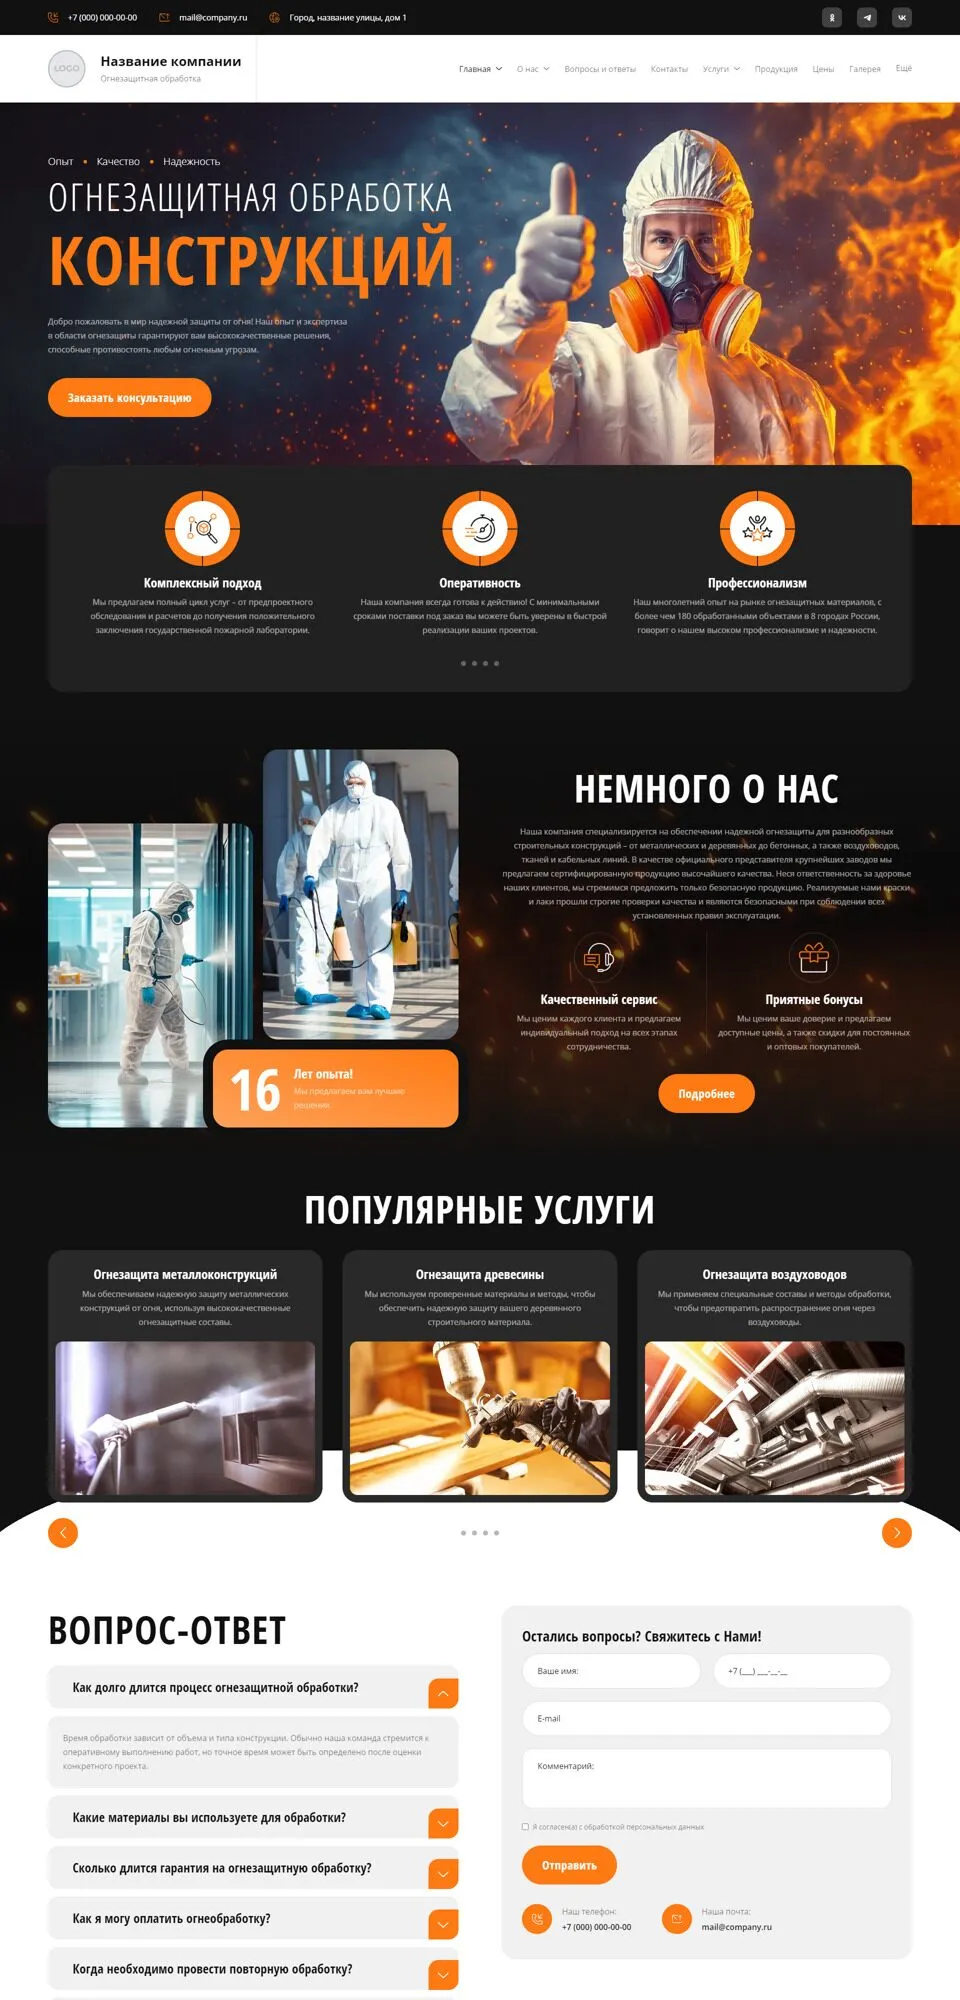 +7 (000) 000-00-00
mail@company.ru
Город, название улицы, дом 1
LOGO
Название компании
Огнезащитная обработка
Главная
О нас
Вопросы и ответы
Контакты
Услуги
Продукция
Цены
Галерея
Ещё
Опыт • Качество • Надежность
ОГНЕЗАЩИТНАЯ ОБРАБОТКА
КОНСТРУКЦИЙ
Добро пожаловать в мир надежной защиты от огня! Наш опыт и экспертиза
в области огнезащиты гарантируют вам высококачественные решения,
способные противостоять любым огненным угрозам.
Заказать консультацию
Комплексный подход
Мы предлагаем полный цикл услуг – от предпроектного
обследования и расчетов до получения положительного
заключения государственной пожарной лаборатории.
Оперативность
Наша компания всегда готова к действию! С минимальными
сроками поставки под заказ вы можете быть уверены в быстрой
реализации ваших проектов.
Профессионализм
Наш многолетний опыт на рынке огнезащитных материалов, с
более чем 180 обработанными объектами в 8 городах России,
говорит о нашем высоком профессионализме и надежности.
НЕМНОГО О НАС
Наша компания специализируется на обеспечении надежной огнезащиты для разнообразных
строительных конструкций – от металлических и деревянных до бетонных, а также воздуховодов,
тканей и кабельных линий. В качестве официального представителя крупнейших заводов мы
предлагаем сертифицированную продукцию высочайшего качества. Неся ответственность за здоровье
наших клиентов, мы стремимся предложить только безопасную продукцию. Реализуемые нами краски
и лаки прошли строгие проверки качества и являются безопасными при соблюдении всех
установленных правил эксплуатации.
Качественный сервис
Мы ценим каждого клиента и предлагаем
индивидуальный подход на всех этапах
сотрудничества.
Приятные бонусы
Мы ценим ваше доверие и предлагаем
доступные цены, а также скидки для постоянных
и оптовых покупателей.
16
Лет опыта!
Мы предлагаем вам лучшие
решения.
Подробнее
ПОПУЛЯРНЫЕ УСЛУГИ
Огнезащита металлоконструкций
Мы обеспечиваем надежную защиту металлических
конструкций от огня, используя высококачественные
огнезащитные составы.
Огнезащита древесины
Мы используем проверенные материалы и методы, чтобы
обеспечить надежную защиту вашего деревянного
строительного материала.
Огнезащита воздуховодов
Мы применяем специальные составы и методы обработки,
чтобы предотвратить распространение огня через
воздуховоды.
ВОПРОС-ОТВЕТ
Как долго длится процесс огнезащитной обработки?
Время обработки зависит от объема и типа конструкции. Обычно наша команда стремится к
оперативному выполнению работ, но точное время может быть определено после оценки
конкретного проекта.
Какие материалы вы используете для обработки?
Сколько длится гарантия на огнезащитную обработку?
Как я могу оплатить огнеобработку?
Когда необходимо провести повторную обработку?
Остались вопросы? Свяжитесь с Нами!
Ваше имя:
+7 (___) ___-__-__
E-mail
Комментарий:
Я согласен(а) с обработкой персональных данных
Отправить
Наш телефон:
+7 (000) 000-00-00
Наша почта:
mail@company.ru